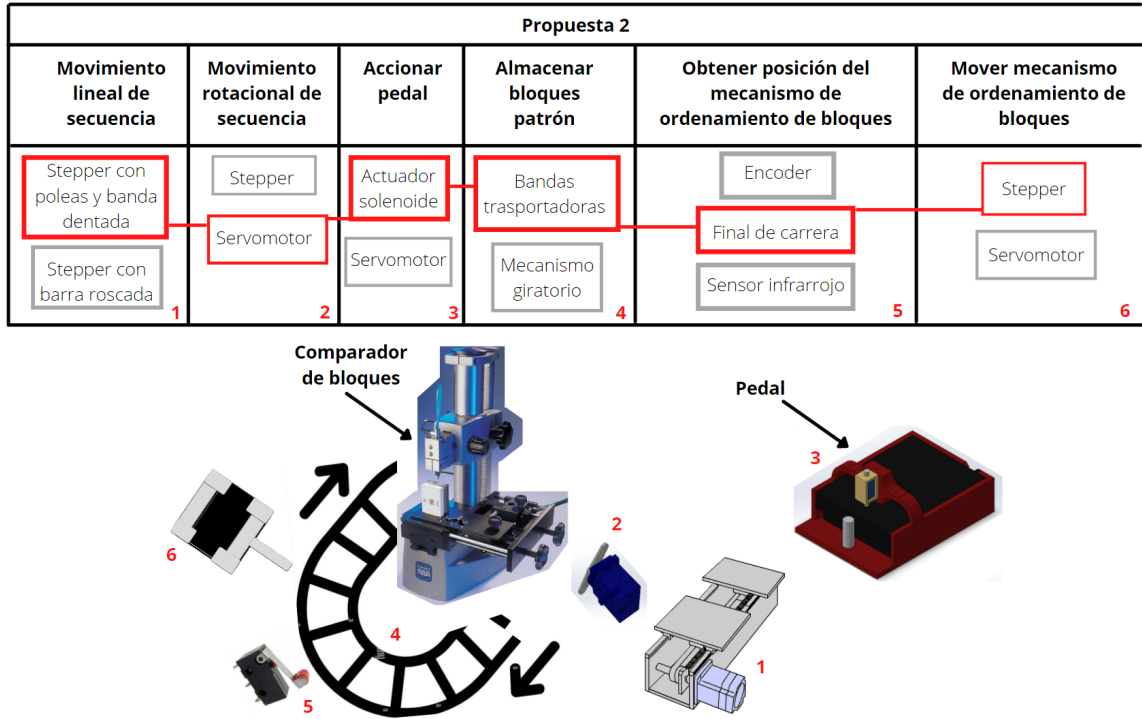 Propuesta 2
Movimiento
lineal de
secuencia
Movimiento
rotacional de
secuencia
Accionar
pedal
Almacenar
bloques
patrón
Obtener posición del
mecanismo de
ordenamiento de bloques
Mover mecanismo
de ordenamiento de
bloques
Stepper con
poleas y banda
dentada
Stepper con
barra roscada
1
Stepper
Servomotor
2
Actuador
solenoide
Servomotor
3
Bandas
trasportadoras
Mecanismo
giratorio
4
Encoder
Final de carrera
Sensor infrarrojo
5
Stepper
Servomotor
6
Comparador
de bloques
Pedal
3
6
2
4
1
5